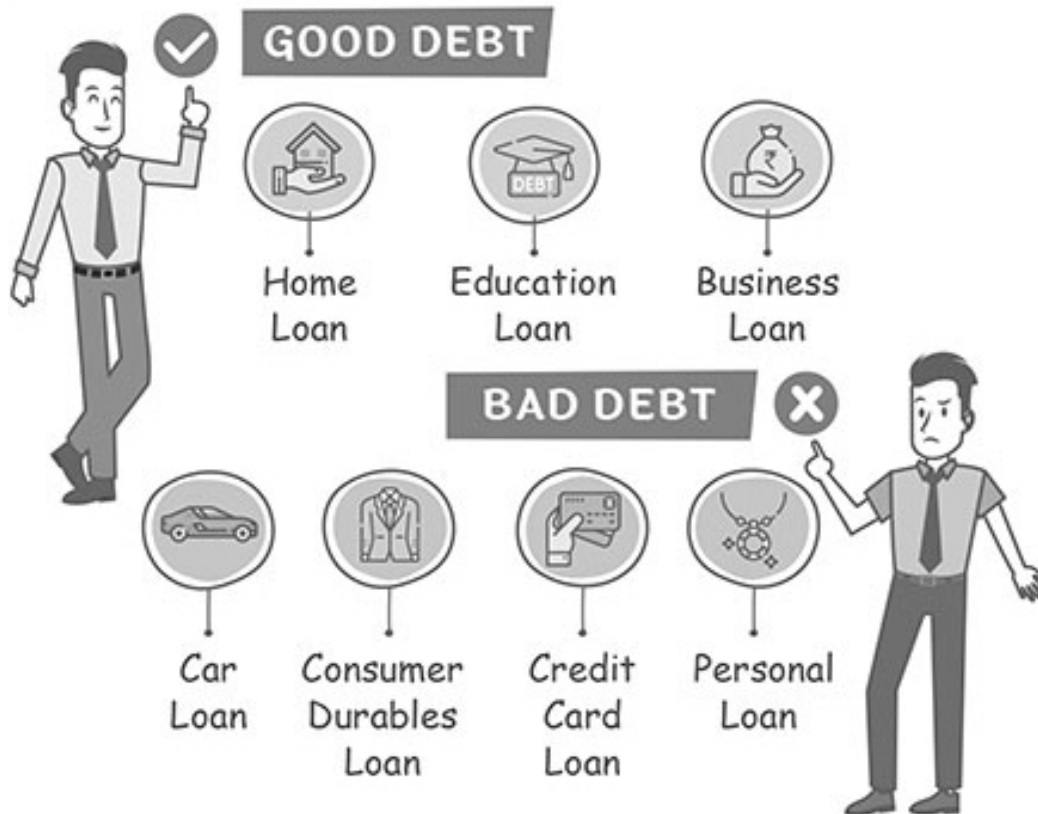 GOOD DEBT
Home
Loan
DEBT
Education
Loan
₹
Business
Loan
BAD DEBT
Car
Loan
Consumer
Durables
Loan
Credit
Card
Loan
Personal
Loan